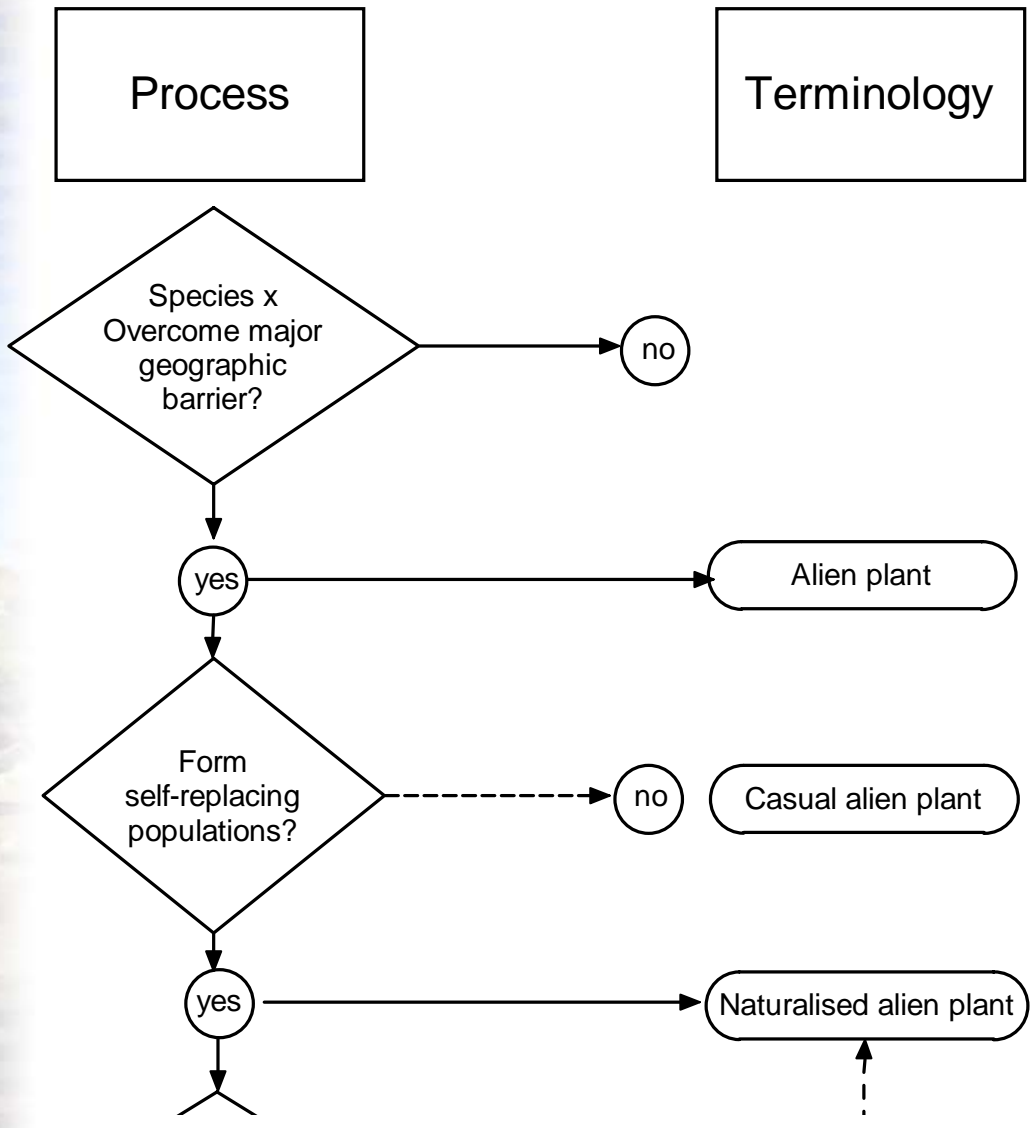 Process
Terminology
Species x
Overcome major
geographic
barrier?
no
yes
Alien plant
Form
self-replacing
populations?
no
Casual alien plant
yes
Naturalised alien plant